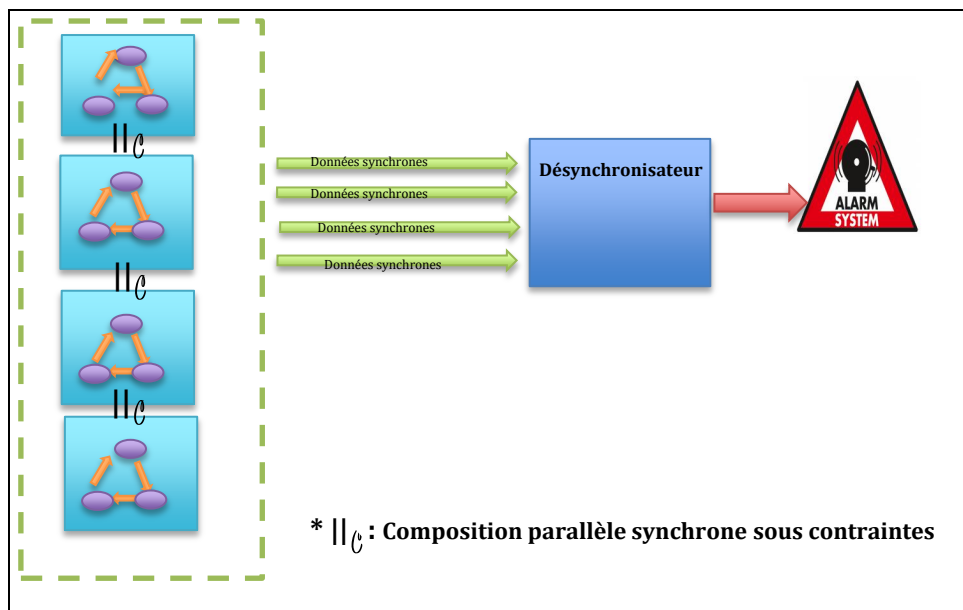 ||𝒞
||𝒞
||𝒞
Données synchrones
Données synchrones
Données synchrones
Données synchrones
Désynchronisateur
ALARM
SYSTEM
* ||𝒞 : Composition parallèle synchrone sous contraintes